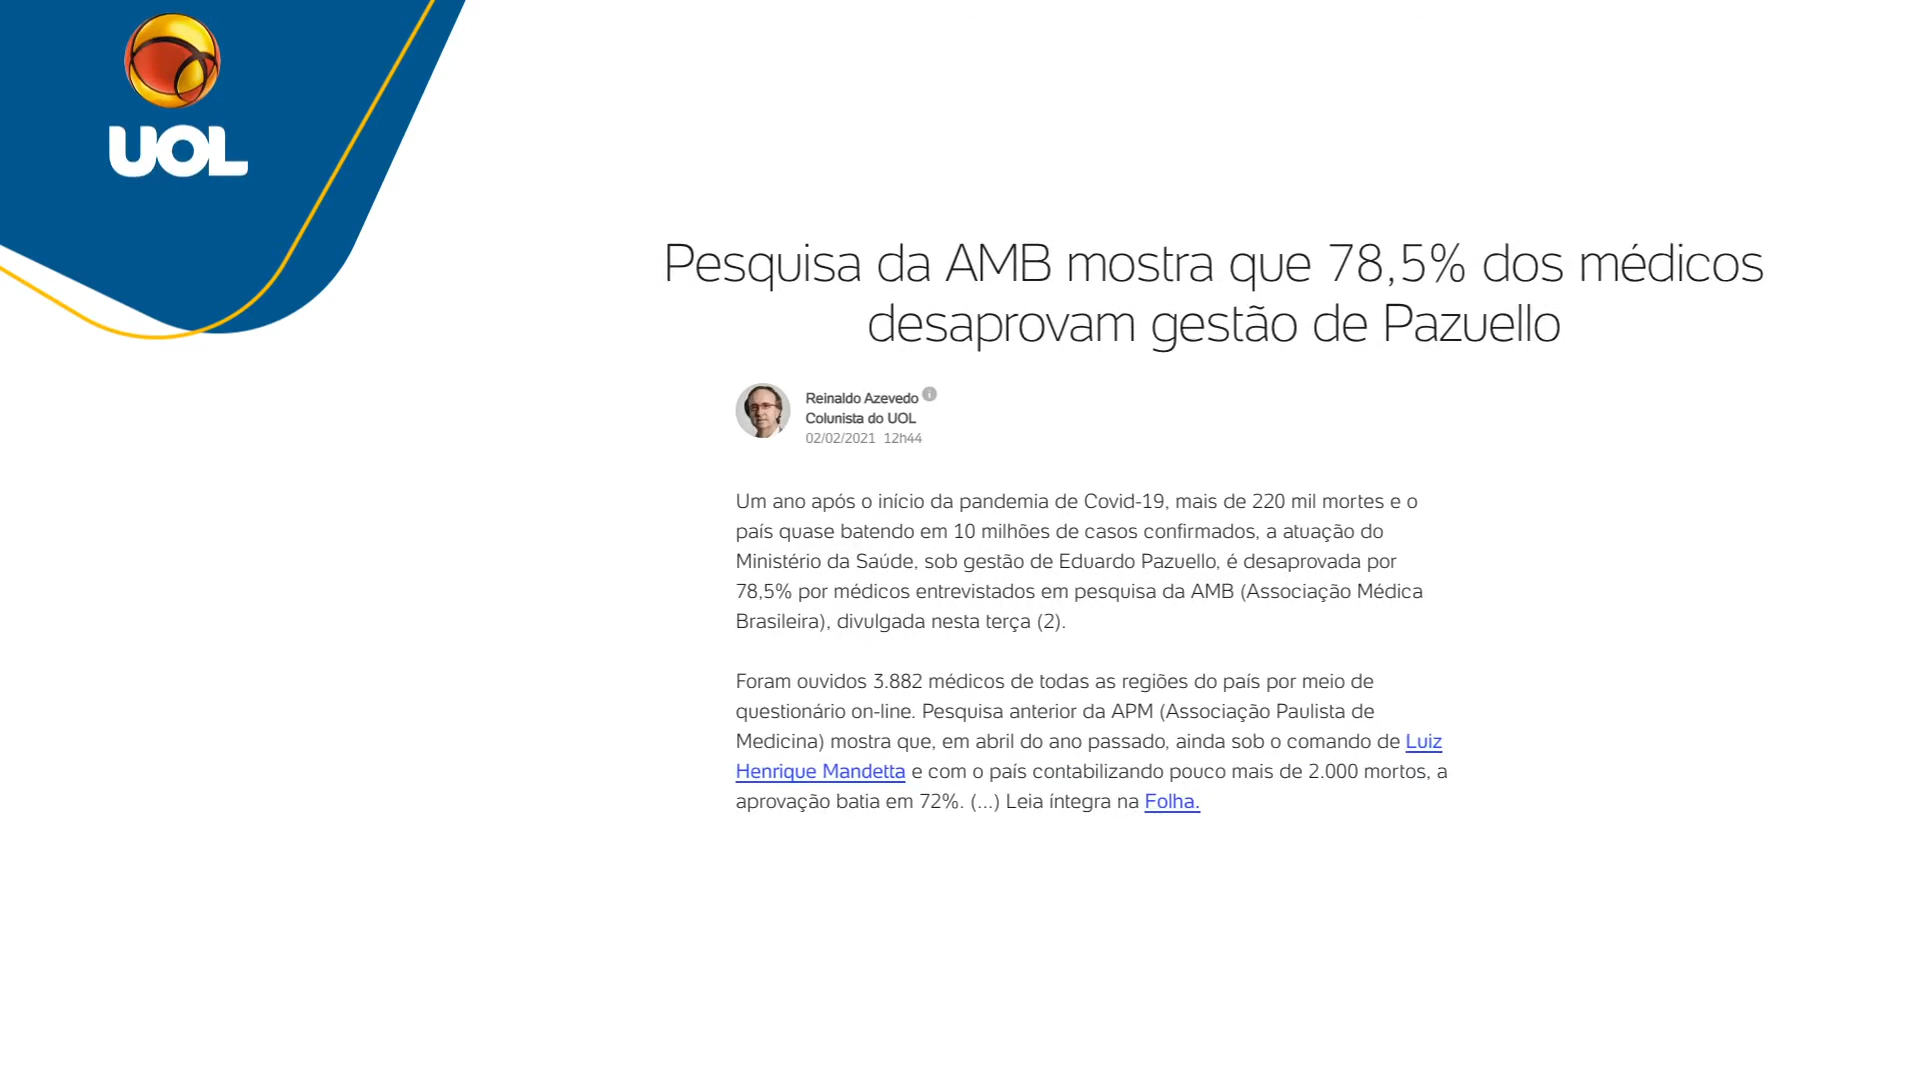 UOL
Pesquisa da AMB mostra que 78,5% dos médicos
desaprovam gestão de Pazuello
Reinaldo Azevedo i
Colunista do UOL
02/02/2021 12h44
Um ano após o início da pandemia de Covid-19, mais de 220 mil mortes e o
país quase batendo em 10 milhões de casos confirmados, a atuação do
Ministério da Saúde, sob gestão de Eduardo Pazuello, é desaprovada por
78,5% por médicos entrevistados em pesquisa da AMB (Associação Médica
Brasileira), divulgada nesta terça (2).
Foram ouvidos 3.882 médicos de todas as regiões do país por meio de
questionário on-line. Pesquisa anterior da APM (Associação Paulista de
Medicina) mostra que, em abril do ano passado, ainda sob o comando de Luiz
Henrique Mandetta e com o país contabilizando pouco mais de 2.000 mortos, a
aprovação batia em 72%. (...) Leia íntegra na Folha.